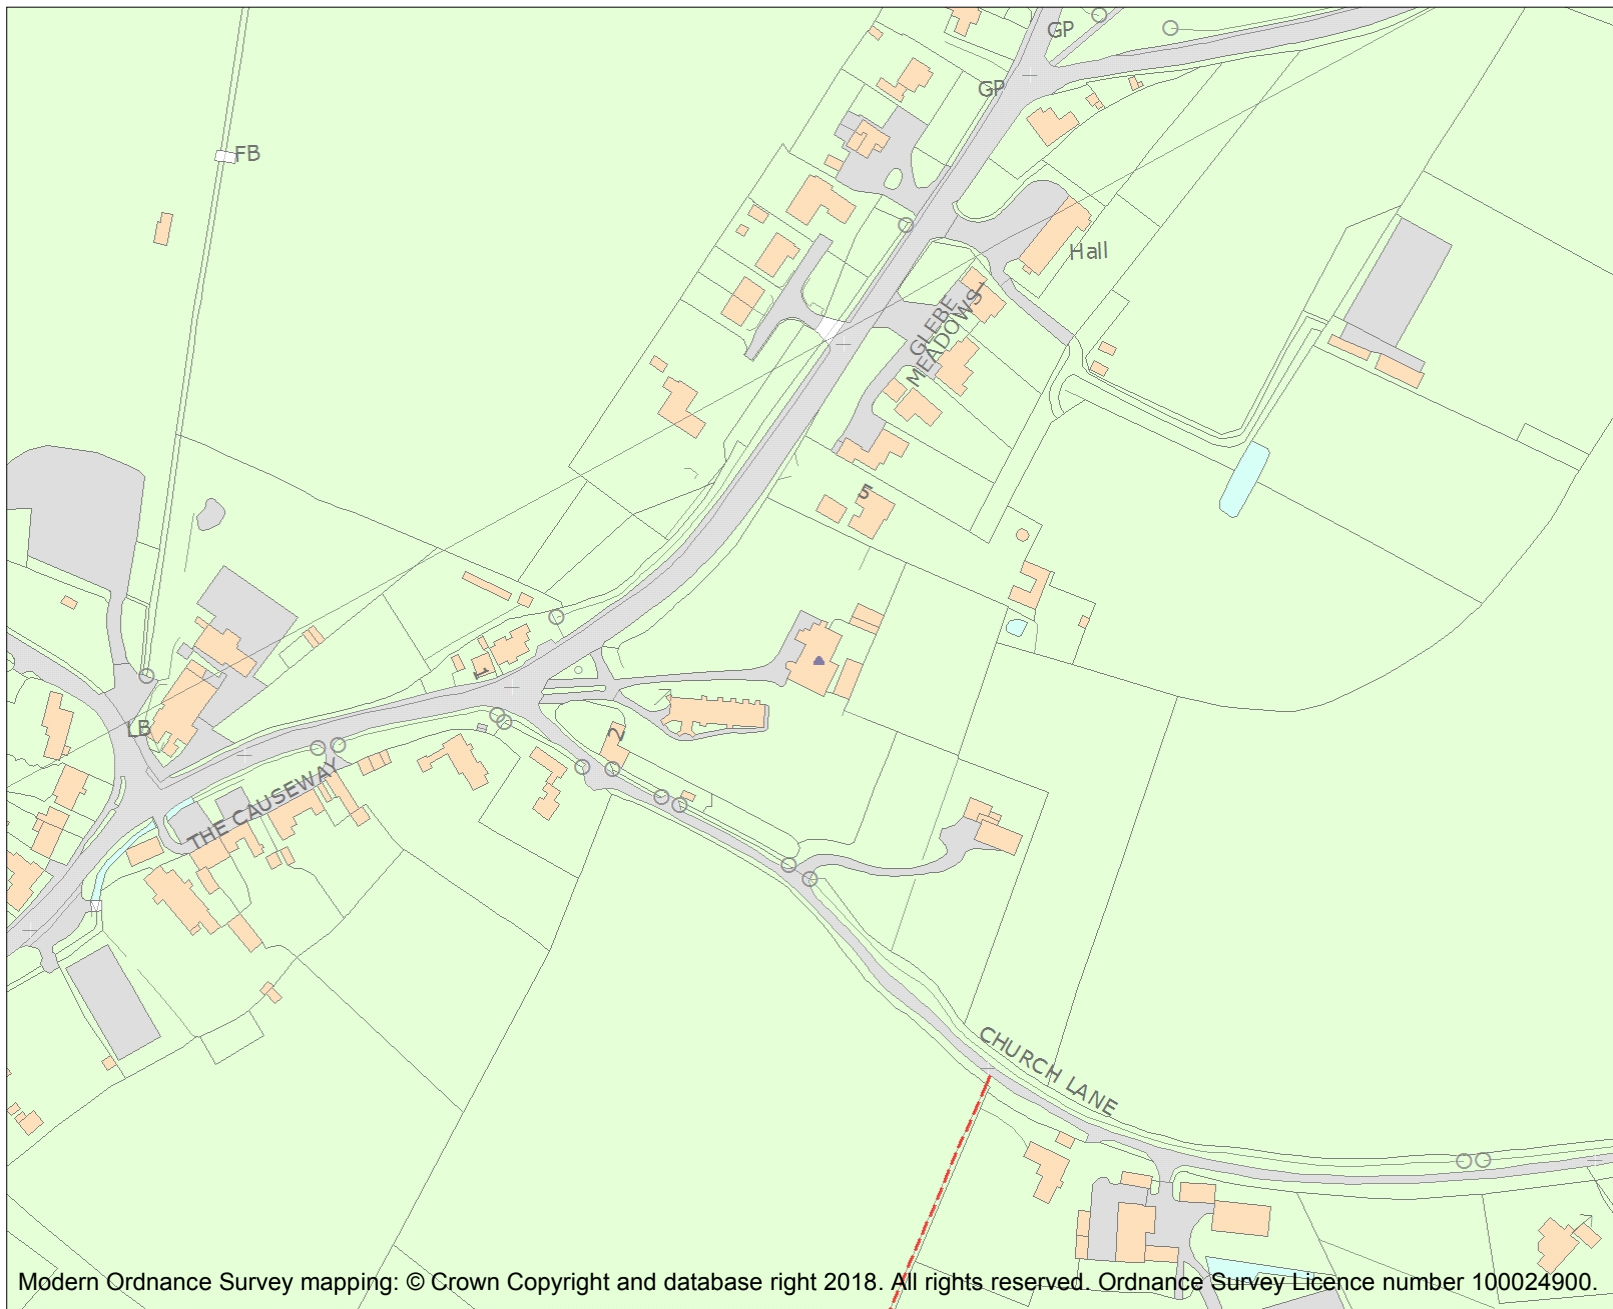 GP
GP
FB
Hall
GLEBE
MEADOWS
1
5
1
LB
2
THE CAUSEWAY
CHURCH LANE
Modern Ordnance Survey mapping: © Crown Copyright and database right 2018. All rights reserved. Ordnance Survey Licence number 100024900.